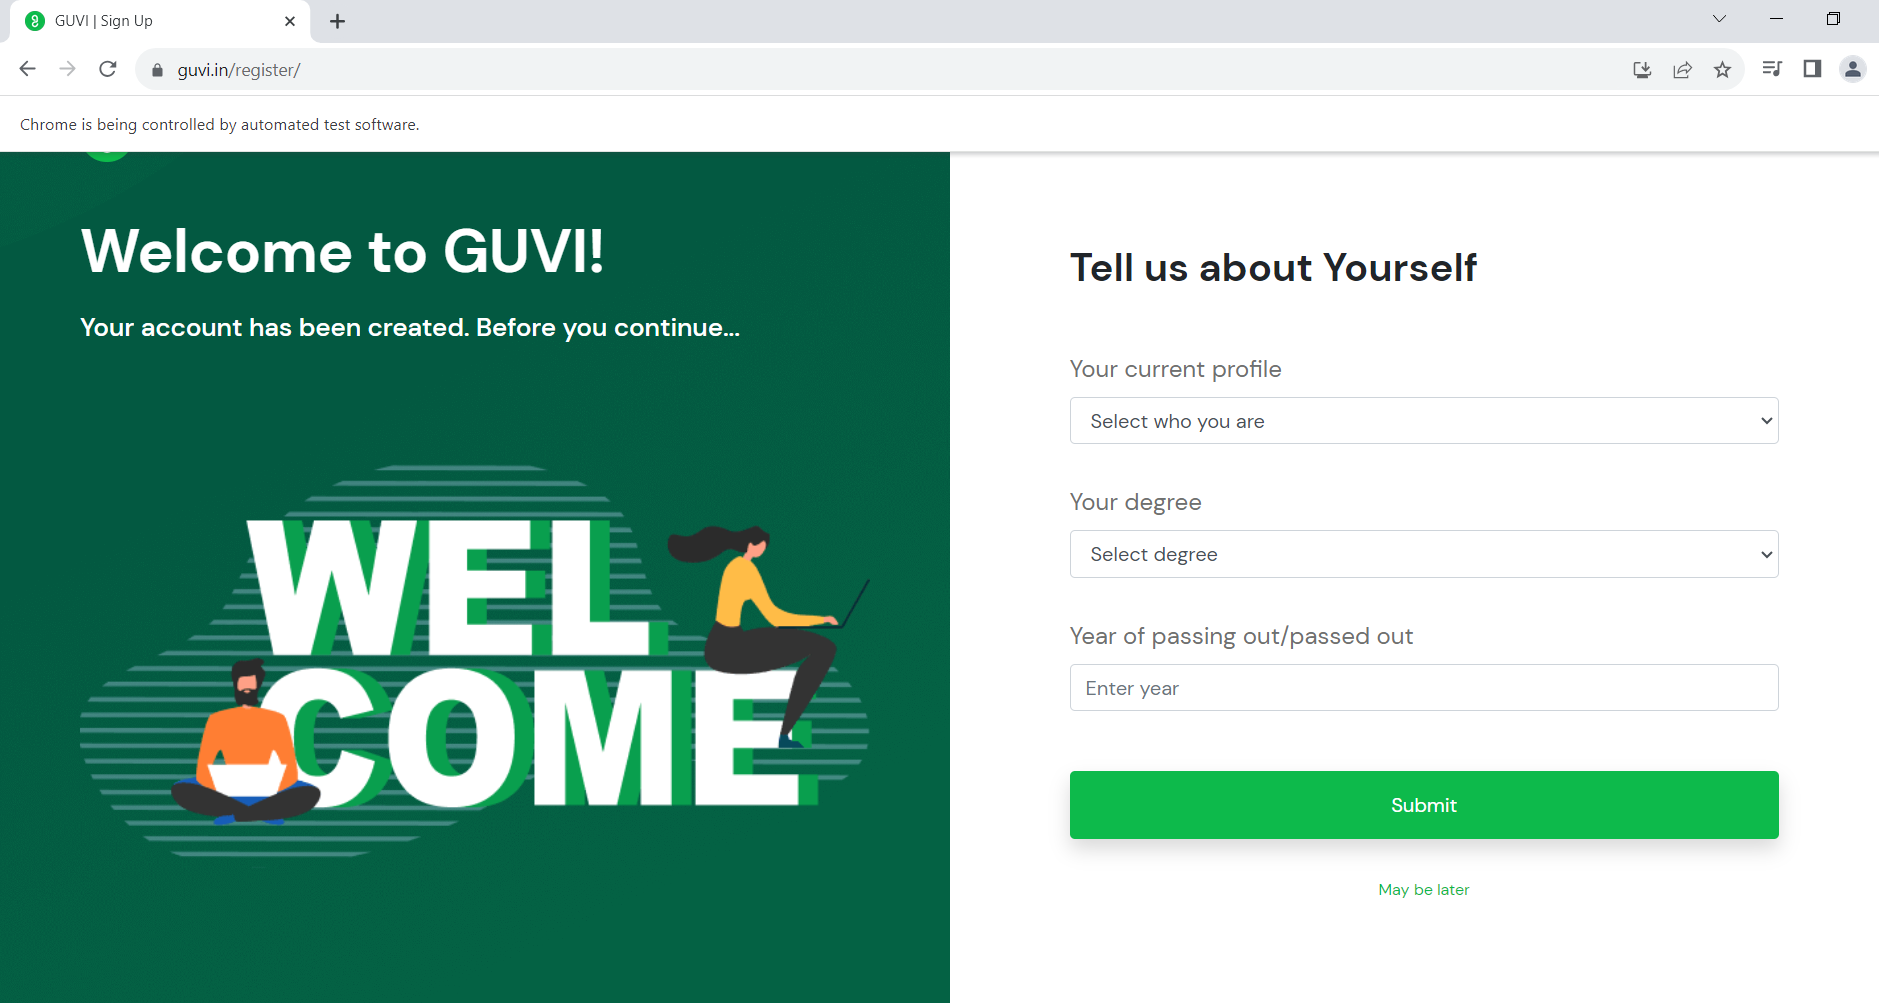 GUVI | Sign Up
guvi.in/register/
Chrome is being controlled by automated test software.
Welcome to GUVI!
Your account has been created. Before you continue...
WEL
COME
Tell us about Yourself
Your current profile
Select who you are
Your degree
Select degree
Year of passing out/passed out
Enter year
Submit
May be later